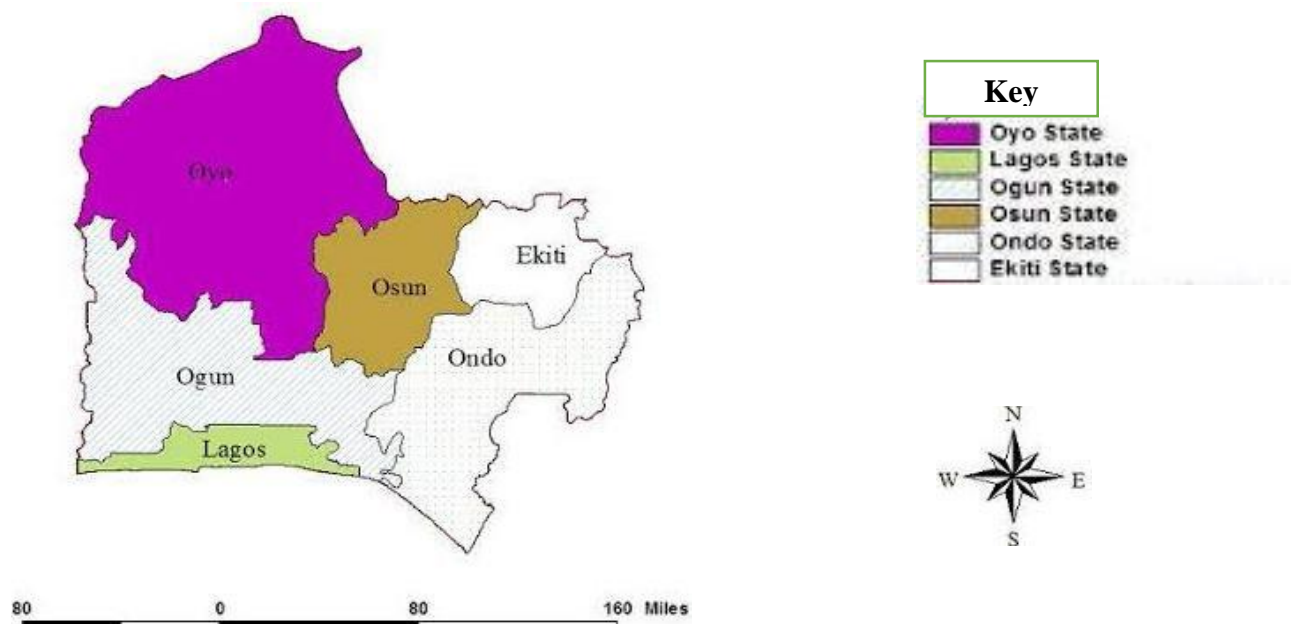 Key
Oyo State
Lagos State
Ogun State
Osun State
Ondo State
Ekiti State
Oyo
Ekiti
Osun
Ondo
Ogun
Lagos
N
W E
S
80 0 80 160 Miles